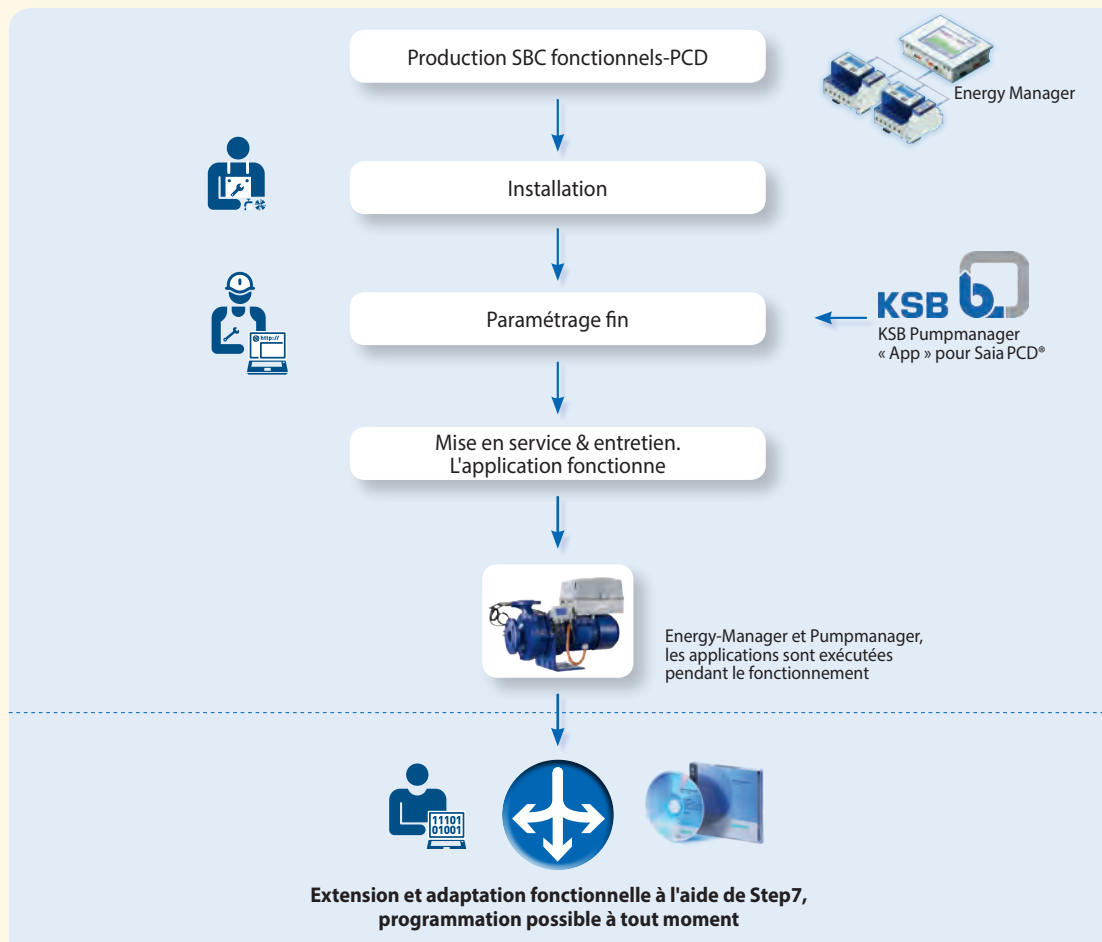 Production SBC fonctionnels-PCD
Energy Manager
Installation
Paramétrage fin
http://
KSB b.
KSB Pumpmanager
« App » pour Saia PCD®
Mise en service & entretien.
L'application fonctionne
Energy-Manager et Pumpmanager,
les applications sont exécutées
pendant le fonctionnement
11101
01001
Extension et adaptation fonctionnelle à l'aide de Step7,
programmation possible à tout moment